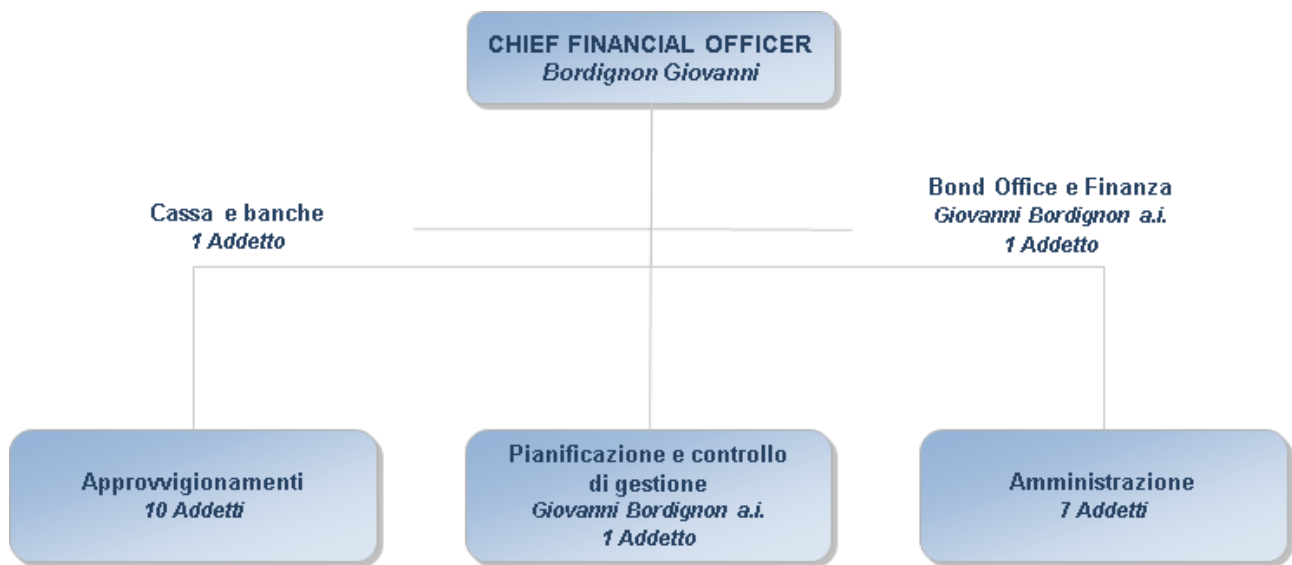 CHIEF FINANCIAL OFFICER
Bordignon Giovanni
Cassa e banche
1 Addetto
Bond Office e Finanza
Giovanni Bordignon a.i.
1 Addetto
Approvvigionamenti
10 Addetti
Pianificazione e controllo
di gestione
Giovanni Bordignon a.i.
1 Addetto
Amministrazione
7 Addetti